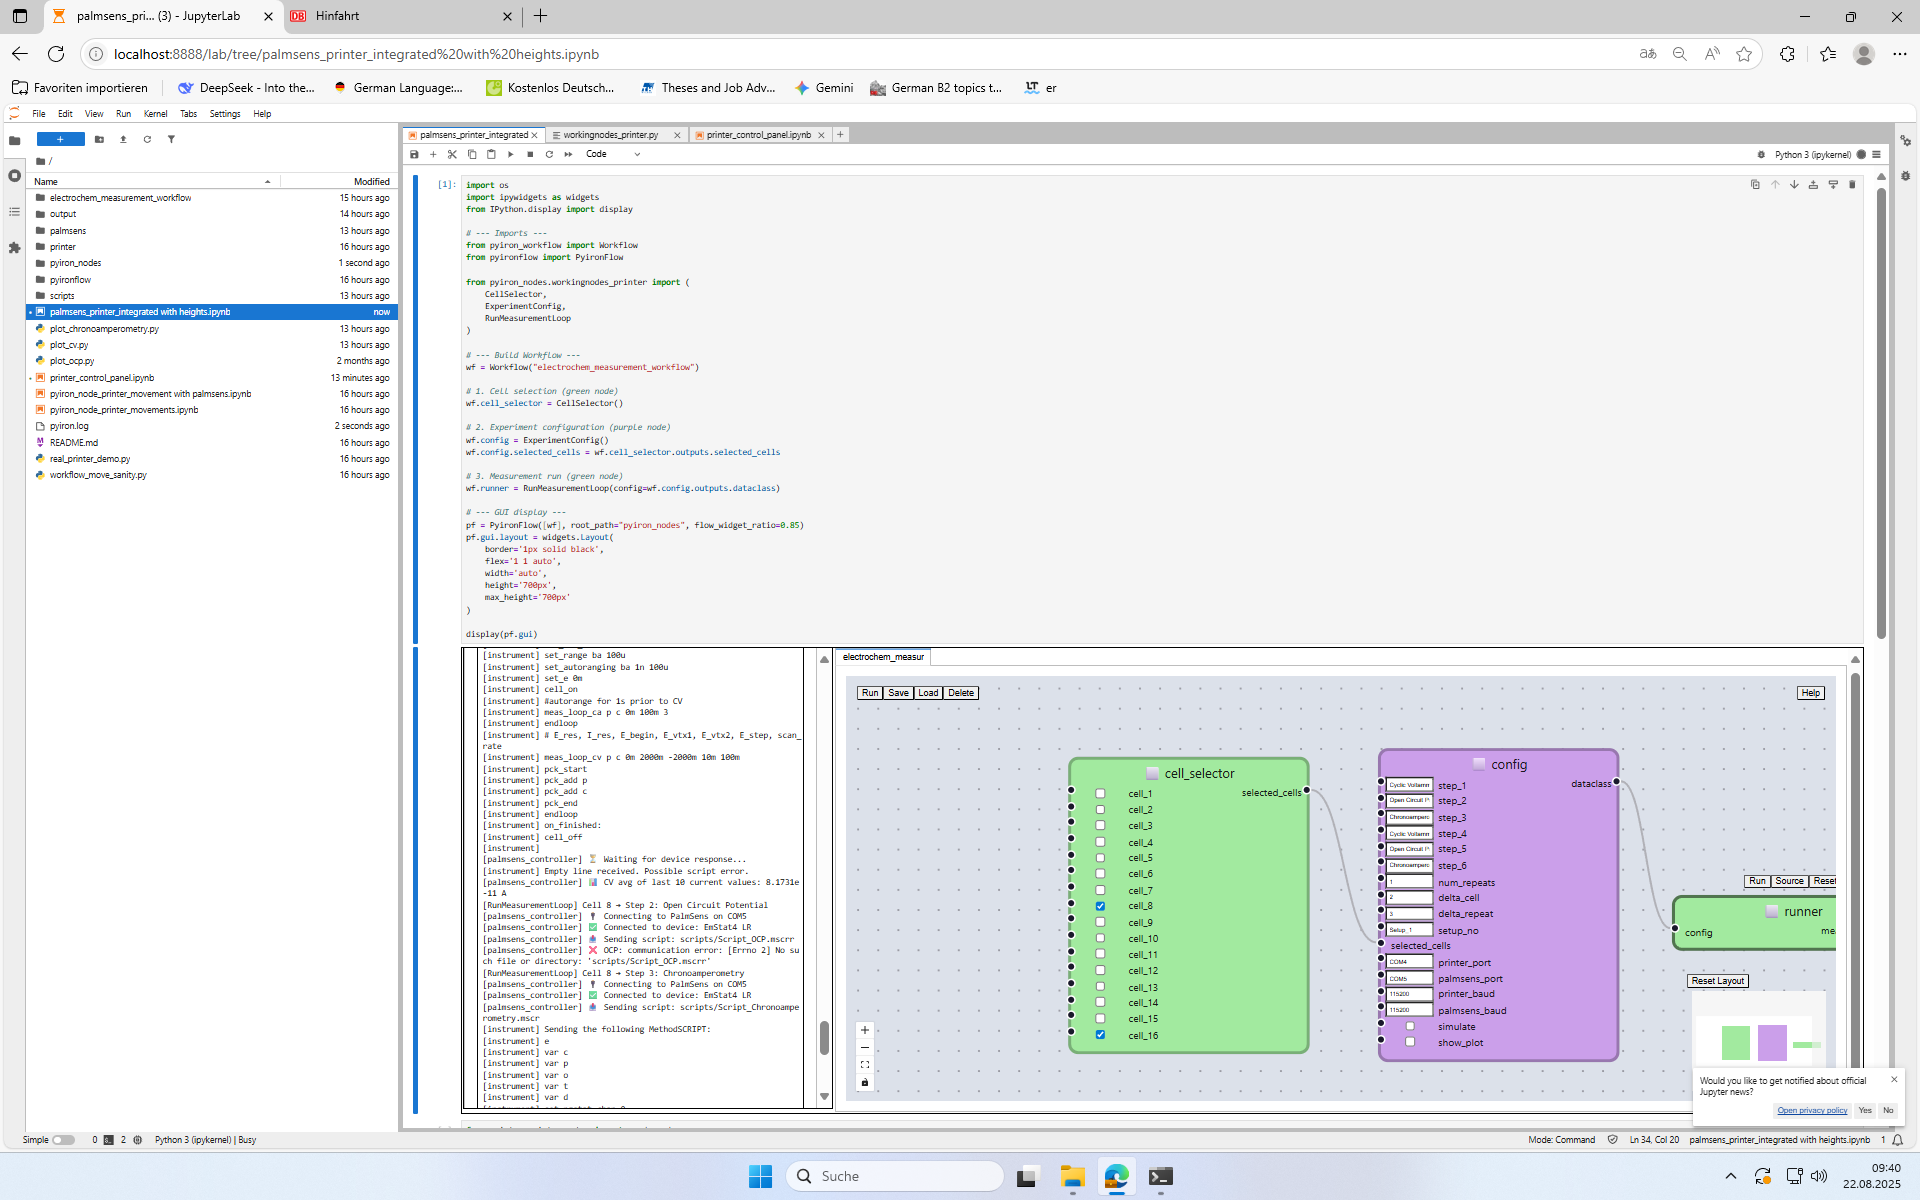 palmsens_pri... (3) - JupyterLab
Hinfahrt
localhost:8888/lab/tree/palmsens_printer_integrated%20with%20heights.ipynb
Favoriten importieren
DeepSeek - Into the...
German Language:...
Kostenlos Deutsch...
Theses and Job Adv...
Gemini
German B2 topics t...
er
File Edit View Run Kernel Tabs Settings Help
/
Name Modified
electrochem_measurement_workflow 15 hours ago
output 14 hours ago
palmsens 13 hours ago
printer 16 hours ago
pyiron_nodes 1 second ago
pyironflow 16 hours ago
scripts 13 hours ago
palmsens_printer_integrated with heights.ipynb now
plot_chronoamperometry.py 13 hours ago
plot_cv.py 13 hours ago
plot_ocp.py 2 months ago
printer_control_panel.ipynb 13 minutes ago
pyiron_node_printer_movement with palmsens.ipynb 16 hours ago
pyiron_node_printer_movements.ipynb 16 hours ago
pyiron.log 2 seconds ago
README.md 16 hours ago
real_printer_demo.py 16 hours ago
workflow_move_sanity.py 16 hours ago
palmsens_printer_integrated
workingnodes_printer.py
printer_control_panel.ipynb
Code
Python 3 (ipykernel)
[1]:
import os
import ipywidgets as widgets
from IPython.display import display
# --- Imports ---
from pyiron_workflow import Workflow
from pyironflow import PyironFlow
from pyiron_nodes.workingnodes_printer import (
CellSelector,
ExperimentConfig,
RunMeasurementLoop
)
# --- Build Workflow ---
wf = Workflow("electrochem_measurement_workflow")
# 1. Cell selection (green node)
wf.cell_selector = CellSelector()
# 2. Experiment configuration (purple node)
wf.config = ExperimentConfig()
wf.config.selected_cells = wf.cell_selector.outputs.selected_cells
# 3. Measurement run (green node)
wf.runner = RunMeasurementLoop(config=wf.config.outputs.dataclass)
# --- GUI display ---
pf = PyironFlow([wf], root_path="pyiron_nodes", flow_widget_ratio=0.85)
pf.gui.layout = widgets.Layout(
border='1px solid black',
flex='1 1 auto',
width='auto',
height='700px',
max_height='700px'
)
display(pf.gui)
[instrument] set_range ba 100u
[instrument] set_autoranging ba 1n 100u
[instrument] set_e 0m
[instrument] cell_on
[instrument] #autorange for 1s prior to CV
[instrument] meas_loop_ca p c 0m 100m 3
[instrument] endloop
[instrument] # E_res, I_res, E_begin, E_vtx1, E_vtx2, E_step, scan_
rate
[instrument] meas_loop_cv p c 0m 2000m -2000m 10m 100m
[instrument] pck_start
[instrument] pck_add p
[instrument] pck_add c
[instrument] pck_end
[instrument] endloop
[instrument] on_finished:
[instrument] cell_off
[instrument]
[palmsens_controller] ⏳ Waiting for device response...
[instrument] Empty line received. Possible script error.
[palmsens_controller] 📊 CV avg of last 10 current values: 8.1731e
-11 A
[RunMeasurementLoop] Cell 8 → Step 2: Open Circuit Potential
[palmsens_controller] Connecting to PalmSens on COM5
[palmsens_controller] ✅ Connected to device: EmStat4 LR
[palmsens_controller] 📤 Sending script: scripts/Script_OCP.mscrr
[palmsens_controller] ❌ OCP: communication error: [Errno 2] No su
ch file or directory: 'scripts/Script_OCP.mscrr'
[RunMeasurementLoop] Cell 8 → Step 3: Chronoamperometry
[palmsens_controller] Connecting to PalmSens on COM5
[palmsens_controller] ✅ Connected to device: EmStat4 LR
[palmsens_controller] 📤 Sending script: scripts/Script_Chronoampe
rometry.mscr
[instrument] Sending the following MethodSCRIPT:
[instrument] e
[instrument] var c
[instrument] var p
[instrument] var o
[instrument] var t
[instrument] var d
electrochem_measur
Run Save Load Delete
Help
cell_selector
cell_1 selected_cells
cell_2
cell_3
cell_4
cell_5
cell_6
cell_7
cell_8
cell_9
cell_10
cell_11
cell_12
cell_13
cell_14
cell_15
cell_16
config
dataclass
Cyclic Voltamn step_1
Open Circuit step_2
Chronoamperc step_3
Cyclic Voltamn step_4
Open Circuit step_5
Chronoamperc step_6
1 num_repeats
2 delta_cell
3 delta_repeat
Setup_1 setup_no
selected_cells
COM4 printer_port
COM5 palmsens_port
115200 printer_baud
115200 palmsens_baud
simulate
show_plot
Run Source Reset
runner
config me
Reset Layout
Would you like to get notified about official
Jupyter news?
Open privacy policy Yes No
Simple 0 2 Python 3 (ipykernel) | Busy
Mode: Command Ln 34, Col 20 palmsens_printer_integrated with heights.ipynb 1
Suche
09:40
22.08.2025